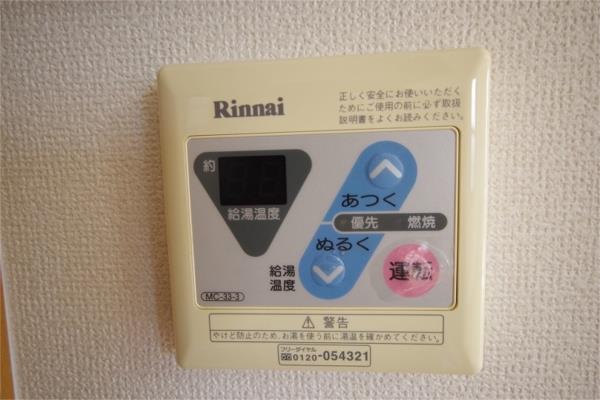 Rinnai
正しく安全にお使いいただく
ためにご使用の前に必ず取扱
説明書をよくお読みください。
約
給湯温度
あつく
優先 燃焼
ぬるく
給湯
温度
運転
MC-33-3
警告
やけど防止のため、お湯を使う前に湯温を確かめてください。
フリーダイヤル
0120-054321